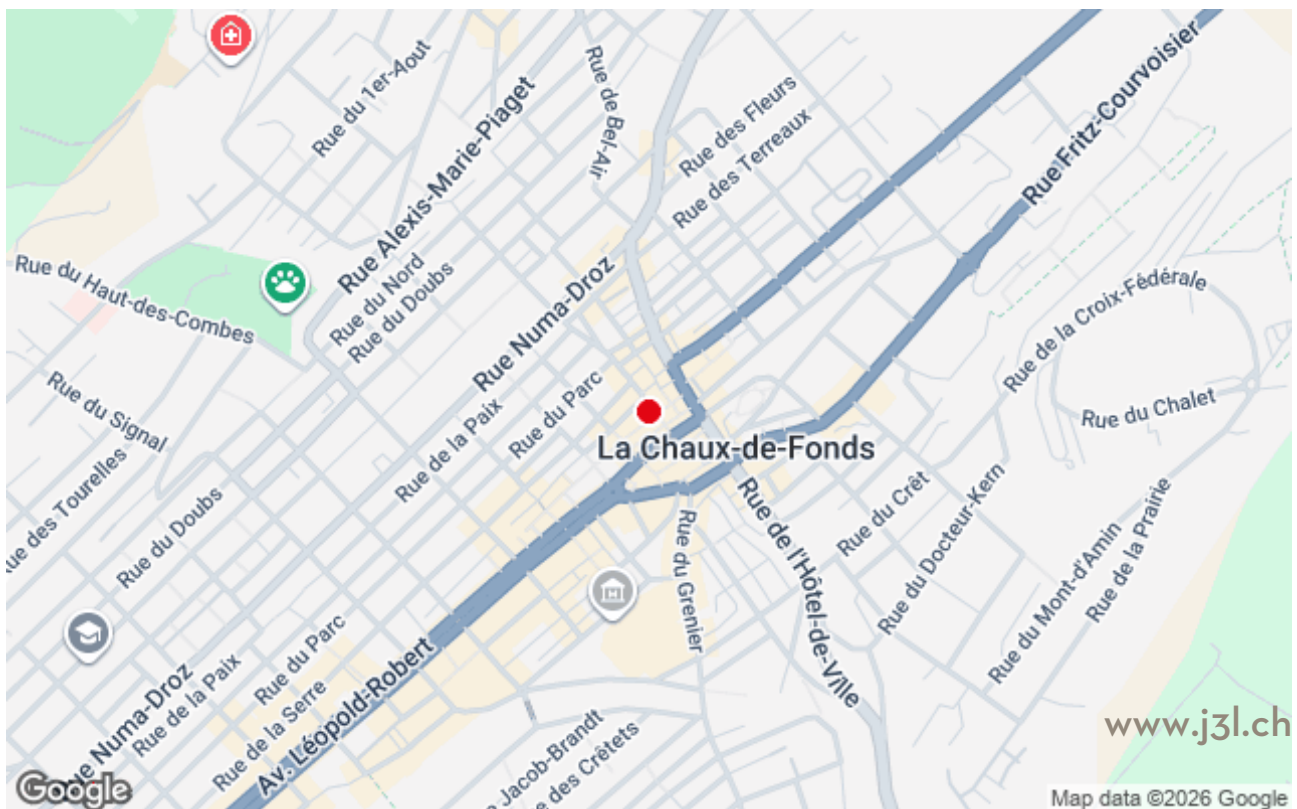 Rue du 1er-Aout
Rue Alexis-Marie-Piaget
Rue de Bel-Air
Rue des Fleurs
Rue des Terreaux
Rue Fritz-Courvoisier
Rue du Haut-des-Combes
Rue du Nord
Rue du Doubs
Rue Numa-Droz
Rue de la Croix-Fédérale
Rue du Chalet
Rue du Signal
Rue de la Paix
Rue du Parc
La Chaux-de-Fonds
Rue des Tourelles
Rue du Doubs
Rue du Grenier
Rue de l'Hôtel-de-Ville
Rue du Crêt
Rue du Docteur-Kern
Rue du Mont-d'Amin
Rue de la Prairie
Rue du Parc
Rue de la Serre
Rue de la Paix
Rue Numa-Droz
Av. Léopold-Robert
Jacob-Brandt
des Crêtets
www.j3l.ch
Google
Map data ©2026 Google